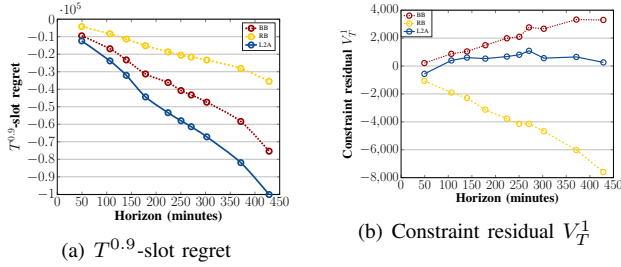 ·10⁵
0
−0.1
−0.2
−0.3
−0.4
−0.5
−0.6
−0.7
−0.8
−0.9
−1
T^0.9-slot regret
BB
RB
L2A
0 50 100 150 200 250 300 350 400 450
Horizon (minutes)
(a) T^0.9-slot regret
4,000
2,000
0
−2,000
−4,000
−6,000
−8,000
Constraint residual V_T^1
BB
RB
L2A
0 50 100 150 200 250 300 350 400 450
Horizon (minutes)
(b) Constraint residual V_T^1